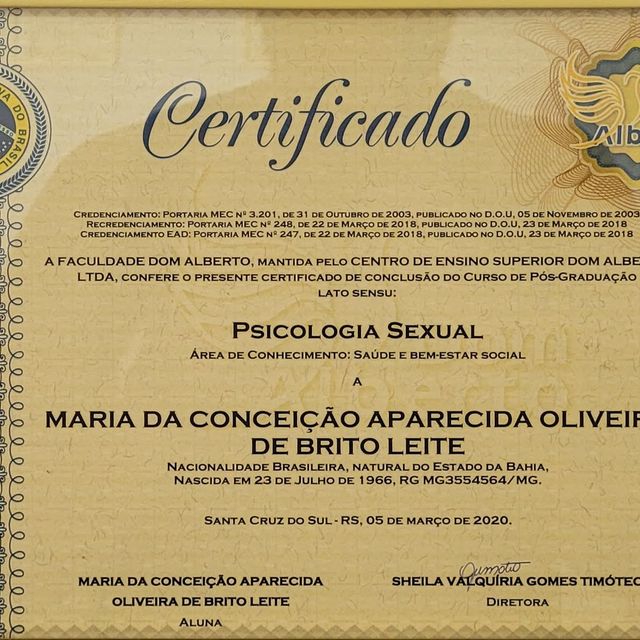 VA DO BRASIL
Certificado
Alb
CREDENCIAMENTO: PORTARIA MEC Nº 3.201, DE 31 DE OUTUBRO DE 2003, PUBLICADO NO D.O.U, 05 DE NOVEMBRO DE 2003
RECREDENCIAMENTO: PORTARIA MEC Nº 248, DE 22 DE MARÇO DE 2018, PUBLICADO NO D.O.U, 23 DE MARÇO DE 2018
CREDENCIAMENTO EAD: PORTARIA MEC Nº 247, DE 22 DE MARÇO DE 2018, PUBLICADO NO D.O.U, 23 DE MARÇO DE 2018
A FACULDADE DOM ALBERTO, MANTIDA PELO CENTRO DE ENSINO SUPERIOR DOM ALBE
LTDA, CONFERE O PRESENTE CERTIFICADO DE CONCLUSÃO DO CURSO DE PÓS-GRADUAÇÃO
LATO SENSU:
PSICOLOGIA SEXUAL
ÁREA DE CONHECIMENTO: SAÚDE E BEM-ESTAR SOCIAL
A
MARIA DA CONCEIÇÃO APARECIDA OLIVEIR
DE BRITO LEITE
NACIONALIDADE BRASILEIRA, NATURAL DO ESTADO DA BAHIA,
NASCIDA EM 23 DE JULHO DE 1966, RG MG3554564/MG.
SANTA CRUZ DO SUL - RS, 05 DE MARÇO DE 2020.
MARIA DA CONCEIÇÃO APARECIDA
OLIVEIRA DE BRITO LEITE
ALUNA
SHEILA VALQUÍRIA GOMES TIMÓTEO
DIRETORA